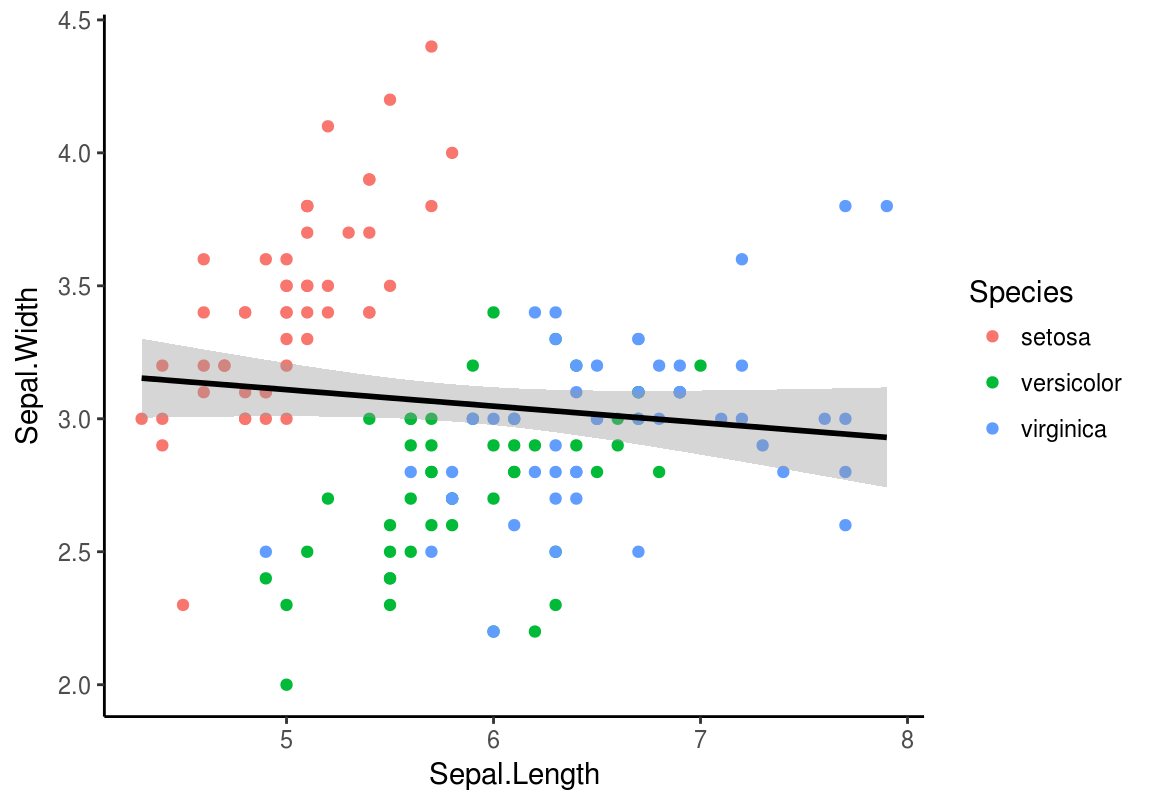 4.5
4.0
3.5
3.0
2.5
2.0
Sepal.Width
5 6 7 8
Sepal.Length
Species
setosa
versicolor
virginica